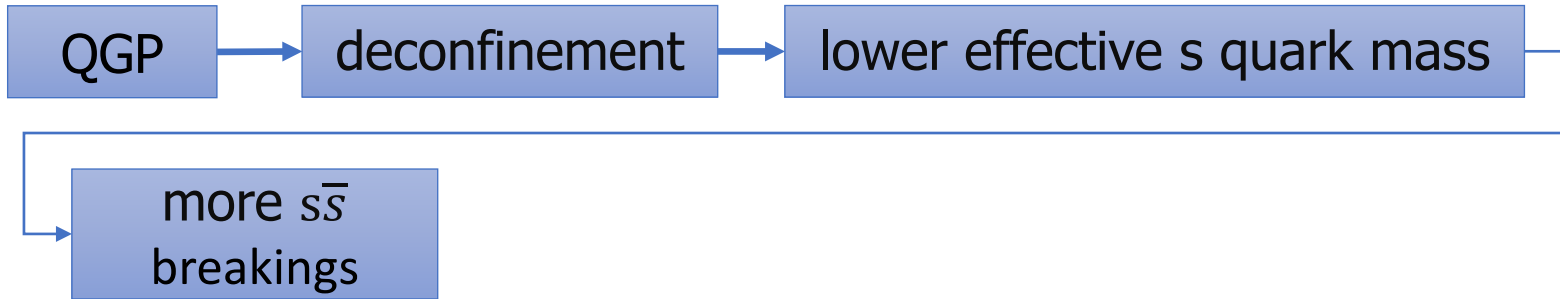 QGP
deconfinement
lower effective s quark mass
more ss̅
breakings